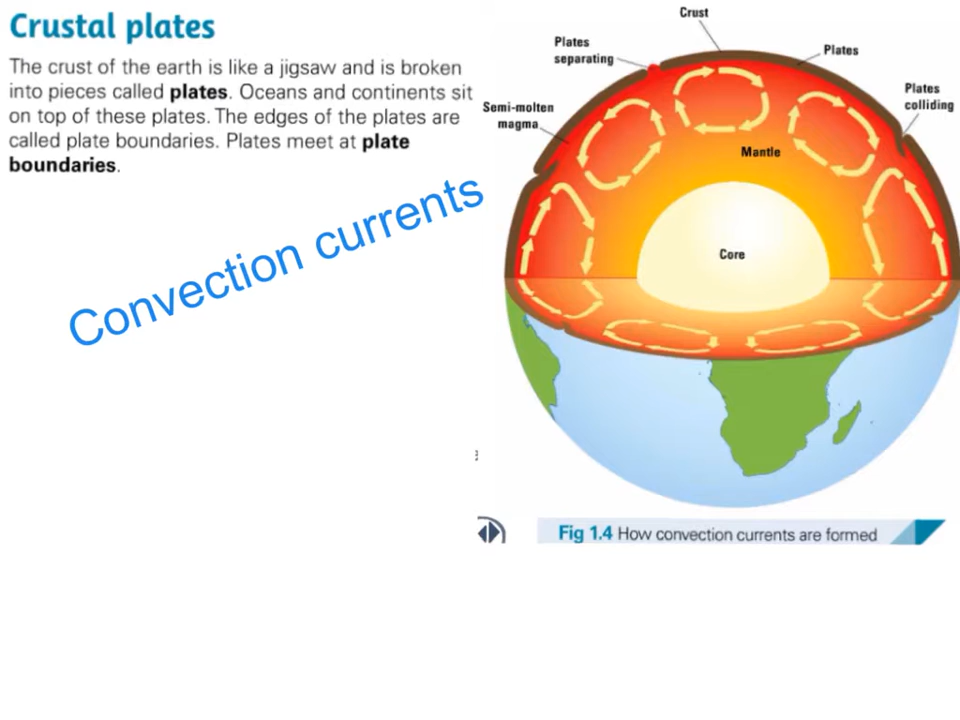 Crustal plates
The crust of the earth is like a jigsaw and is broken
into pieces called plates. Oceans and continents sit
on top of these plates. The edges of the plates are
called plate boundaries. Plates meet at plate
boundaries.
Convection currents
Crust
Plates
separating
Plates
Plates
colliding
Semi-molten
magma
Mantle
Core
Fig 1.4 How convection currents are formed